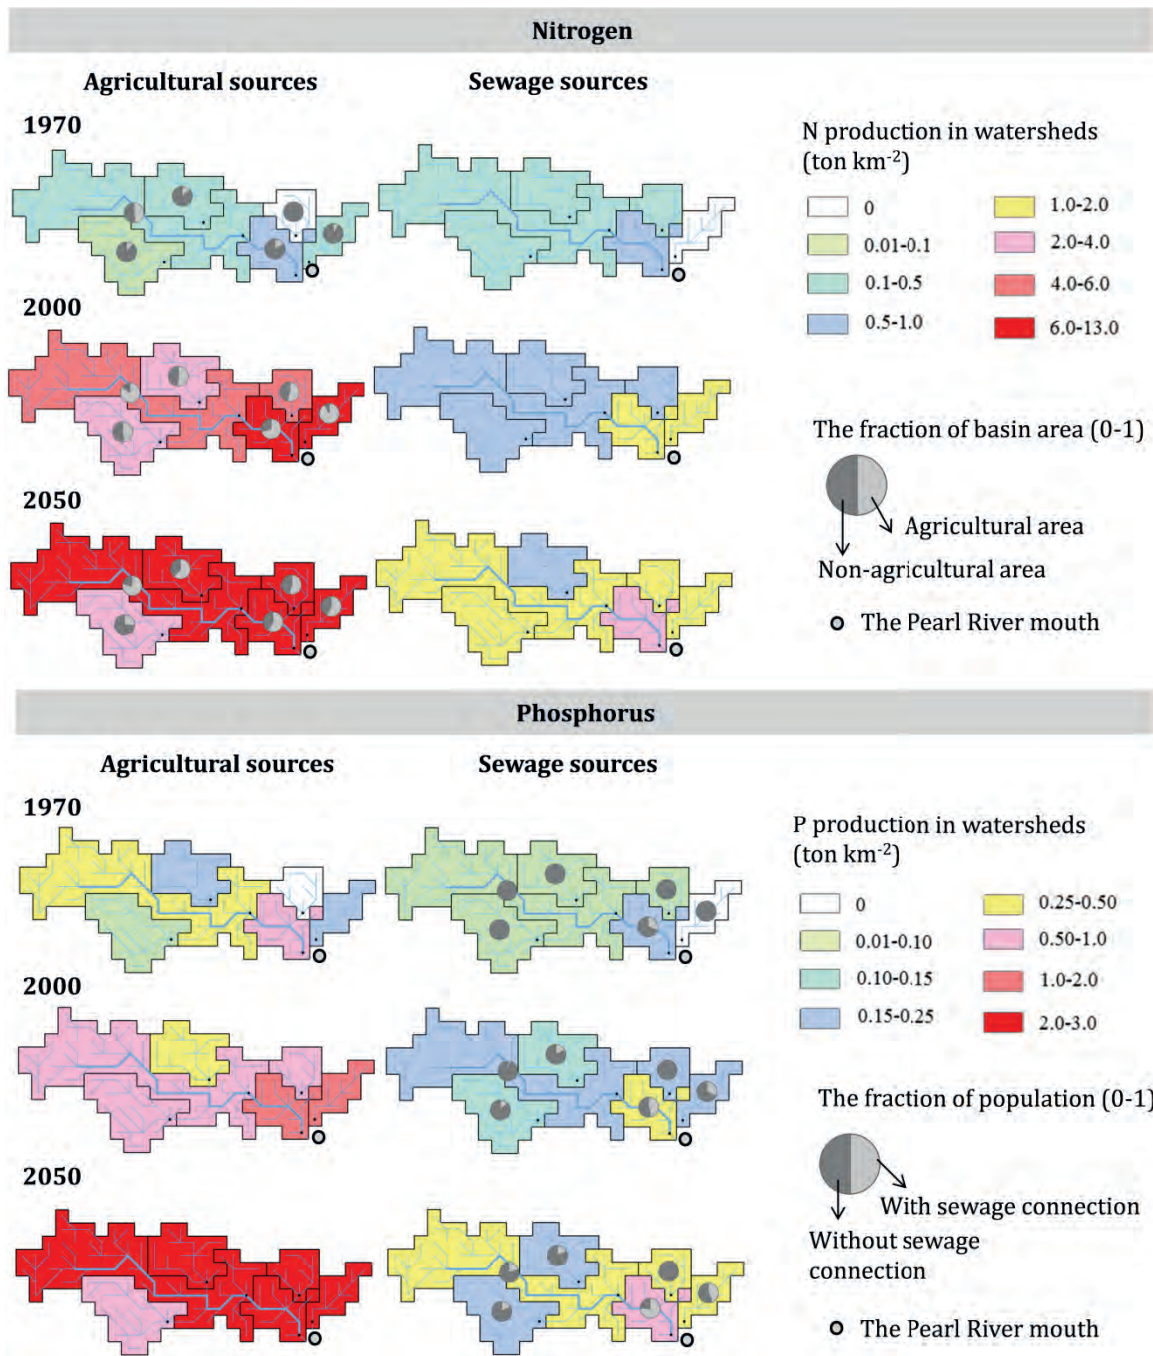 Nitrogen
Agricultural sources
Sewage sources
1970
2000
2050
N production in watersheds
(ton km-2)
0
0.01-0.1
0.1-0.5
0.5-1.0
1.0-2.0
2.0-4.0
4.0-6.0
6.0-13.0
The fraction of basin area (0-1)
Agricultural area
Non-agricultural area
The Pearl River mouth
Phosphorus
Agricultural sources
Sewage sources
1970
2000
2050
P production in watersheds
(ton km-2)
0
0.01-0.10
0.10-0.15
0.15-0.25
0.25-0.50
0.50-1.0
1.0-2.0
2.0-3.0
The fraction of population (0-1)
With sewage connection
Without sewage
connection
The Pearl River mouth